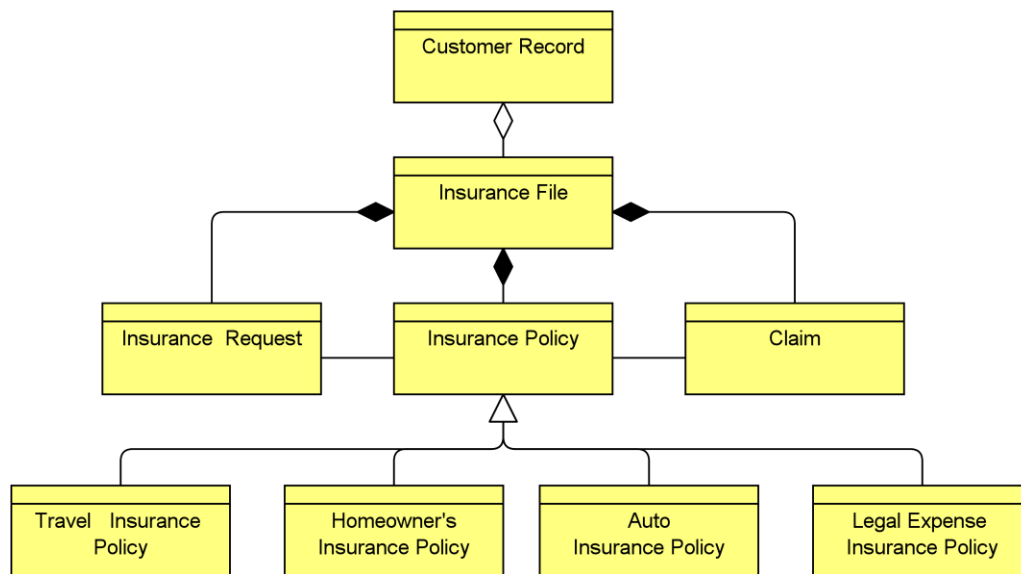 Customer Record
Insurance File
Insurance Request
Insurance Policy
Claim
Travel Insurance
Policy
Homeowner's
Insurance Policy
Auto
Insurance Policy
Legal Expense
Insurance Policy